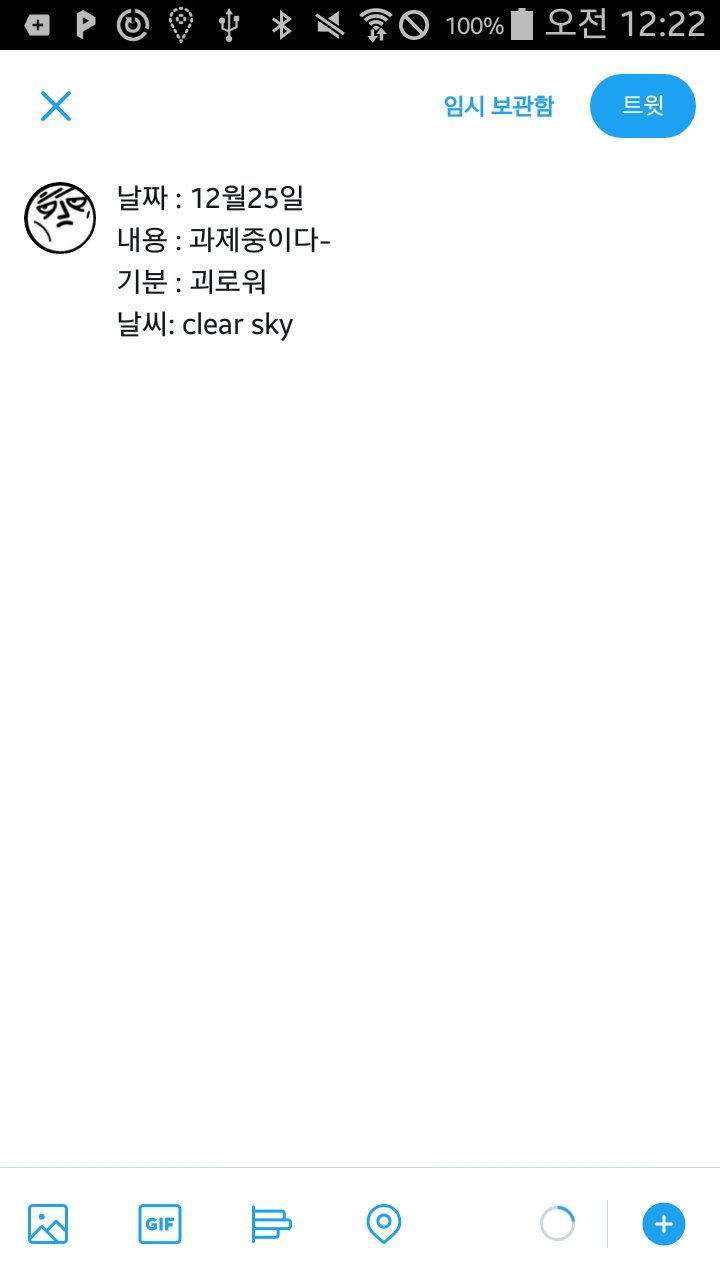 100% 오전 12:22
임시 보관함
트윗
날짜 : 12월25일
내용 : 과제중이다-
기분 : 괴로워
날씨: clear sky
GIF